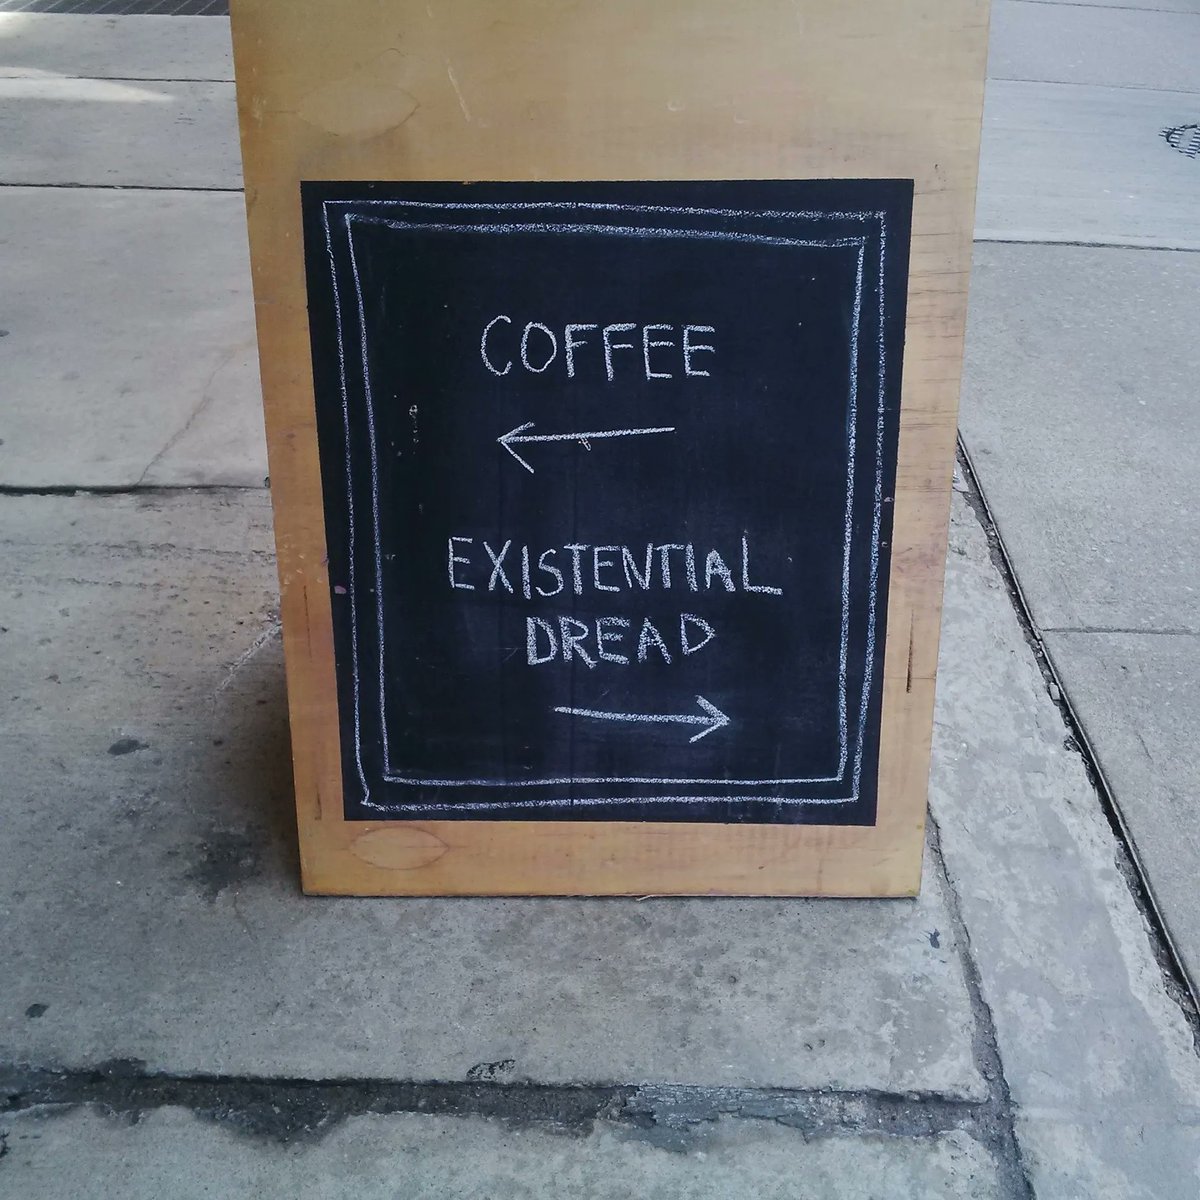 COFFEE
←
EXISTENTIAL
DREAD
→